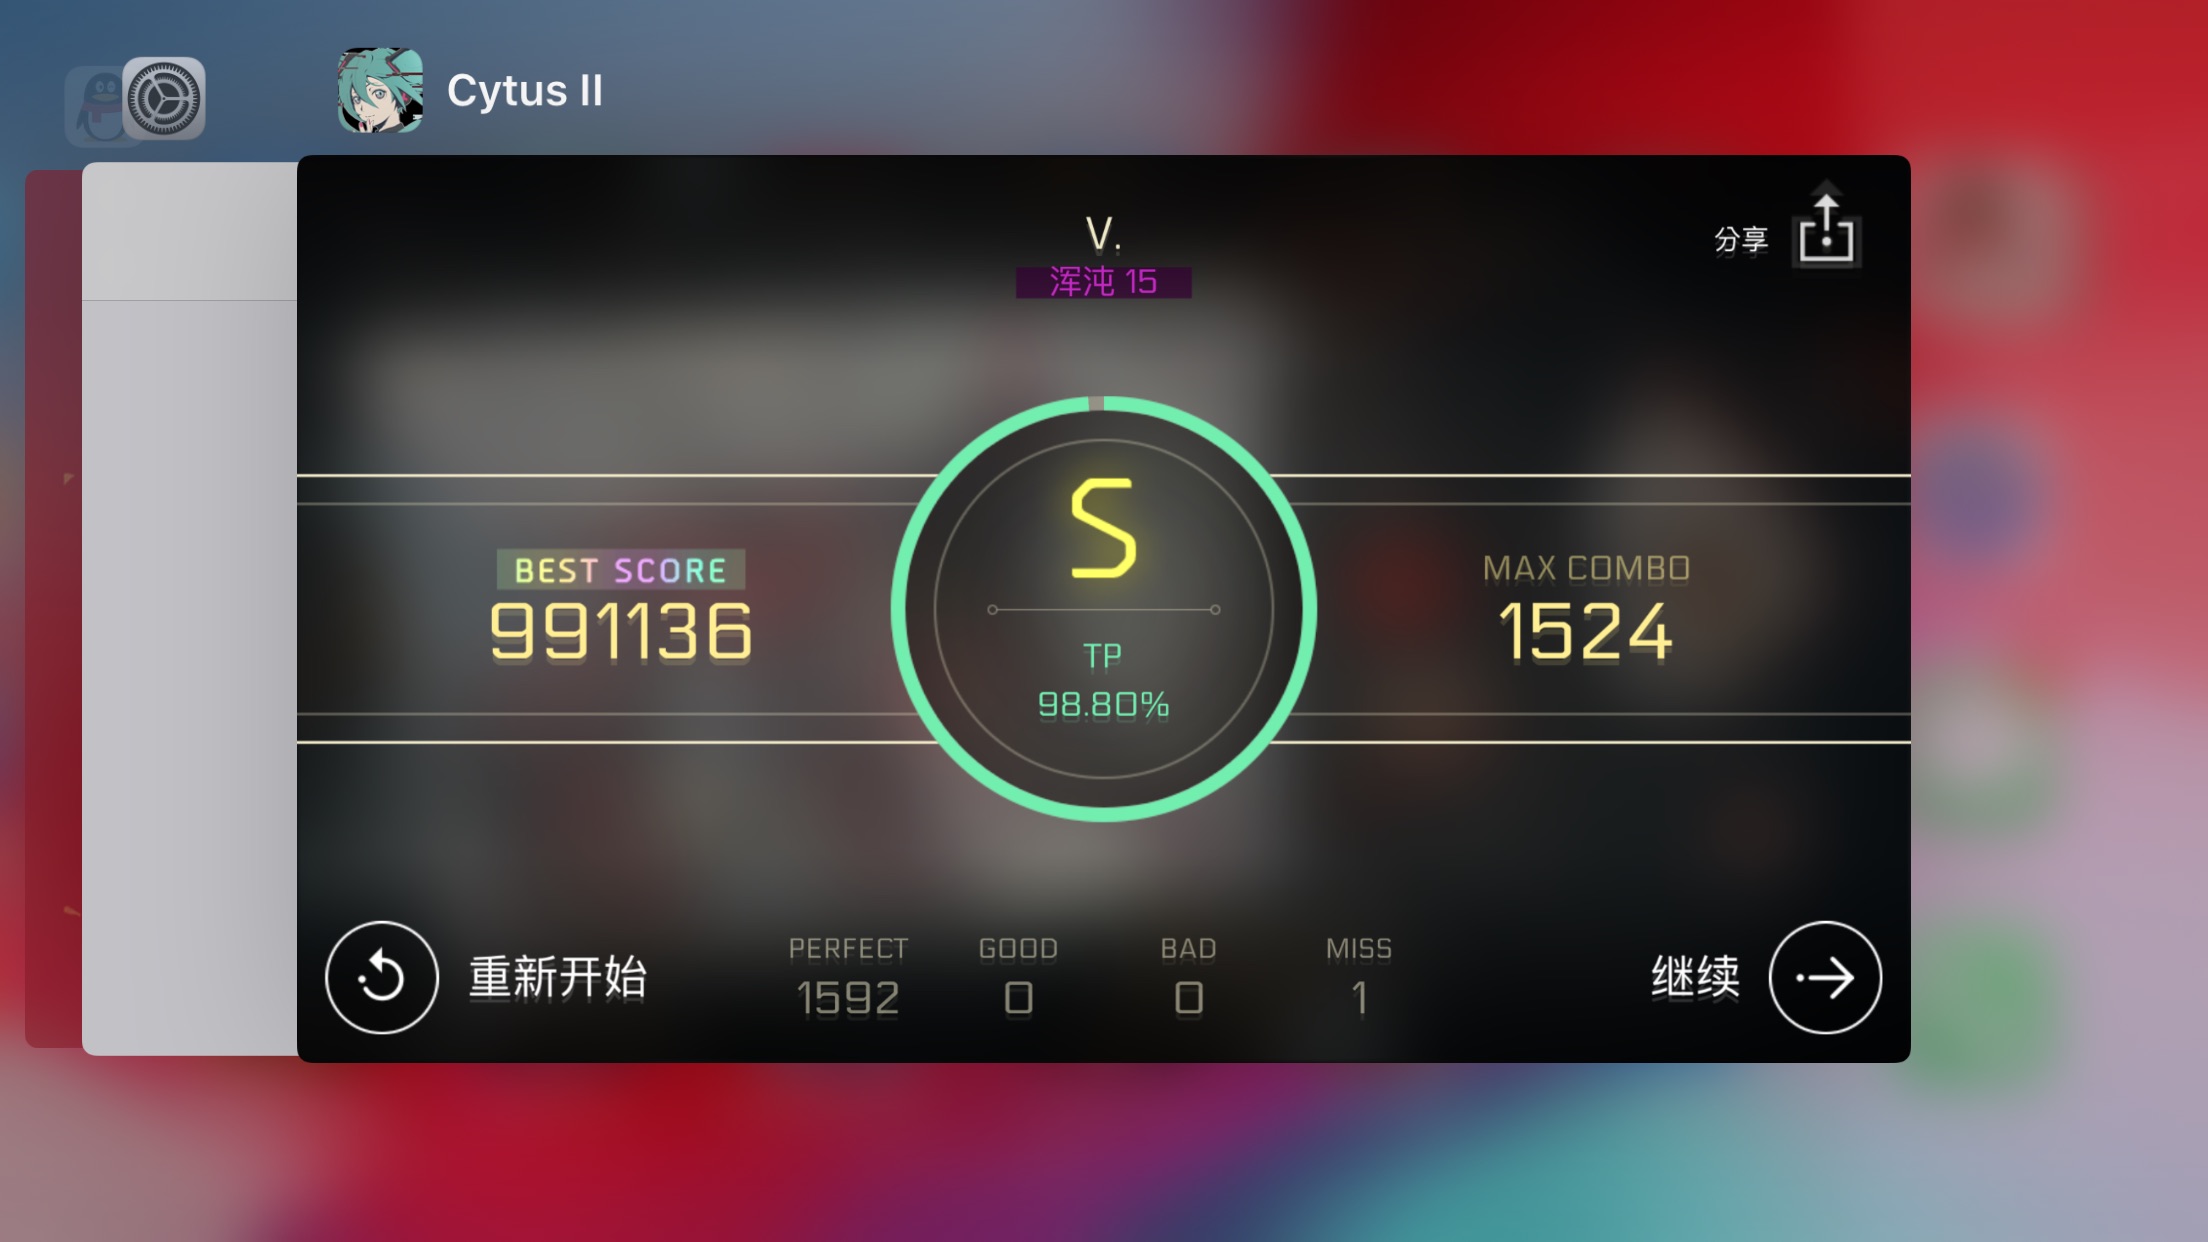 Cytus II
V.
浑沌 15
分享
S
BEST SCORE
991136
TP
98.80%
MAX COMBO
1524
重新开始
PERFECT
1592
GOOD
0
BAD
0
MISS
1
继续